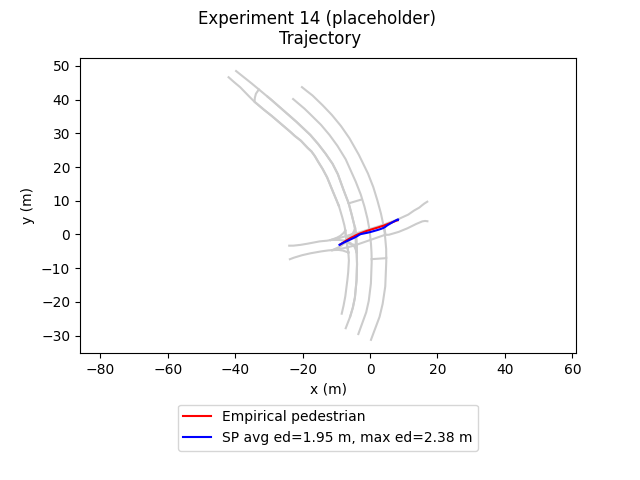 Experiment 14 (placeholder)
Trajectory
y (m)
50
40
30
20
10
0
−10
−20
−30
−80 −60 −40 −20 0 20 40 60
x (m)
Empirical pedestrian
SP avg ed=1.95 m, max ed=2.38 m